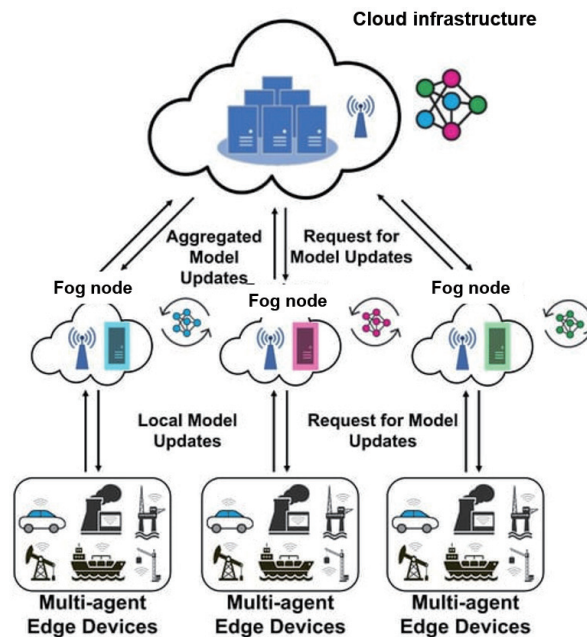 Cloud infrastructure
Aggregated
Model
Updates
Request for
Model Updates
Fog node
Fog node
Fog node
Local Model
Updates
Request for Model
Updates
Multi-agent
Edge Devices
Multi-agent
Edge Devices
Multi-agent
Edge Devices